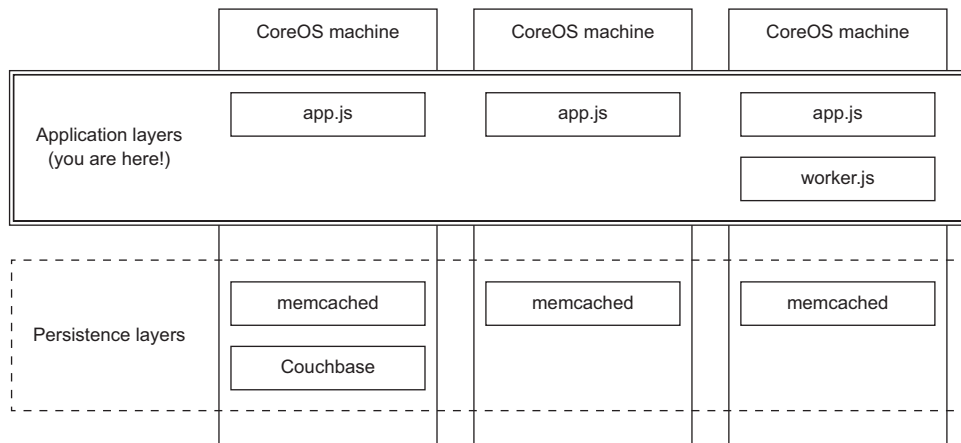 CoreOS machine
CoreOS machine
CoreOS machine
Application layers
(you are here!)
app.js
app.js
app.js
worker.js
Persistence layers
memcached
memcached
memcached
Couchbase